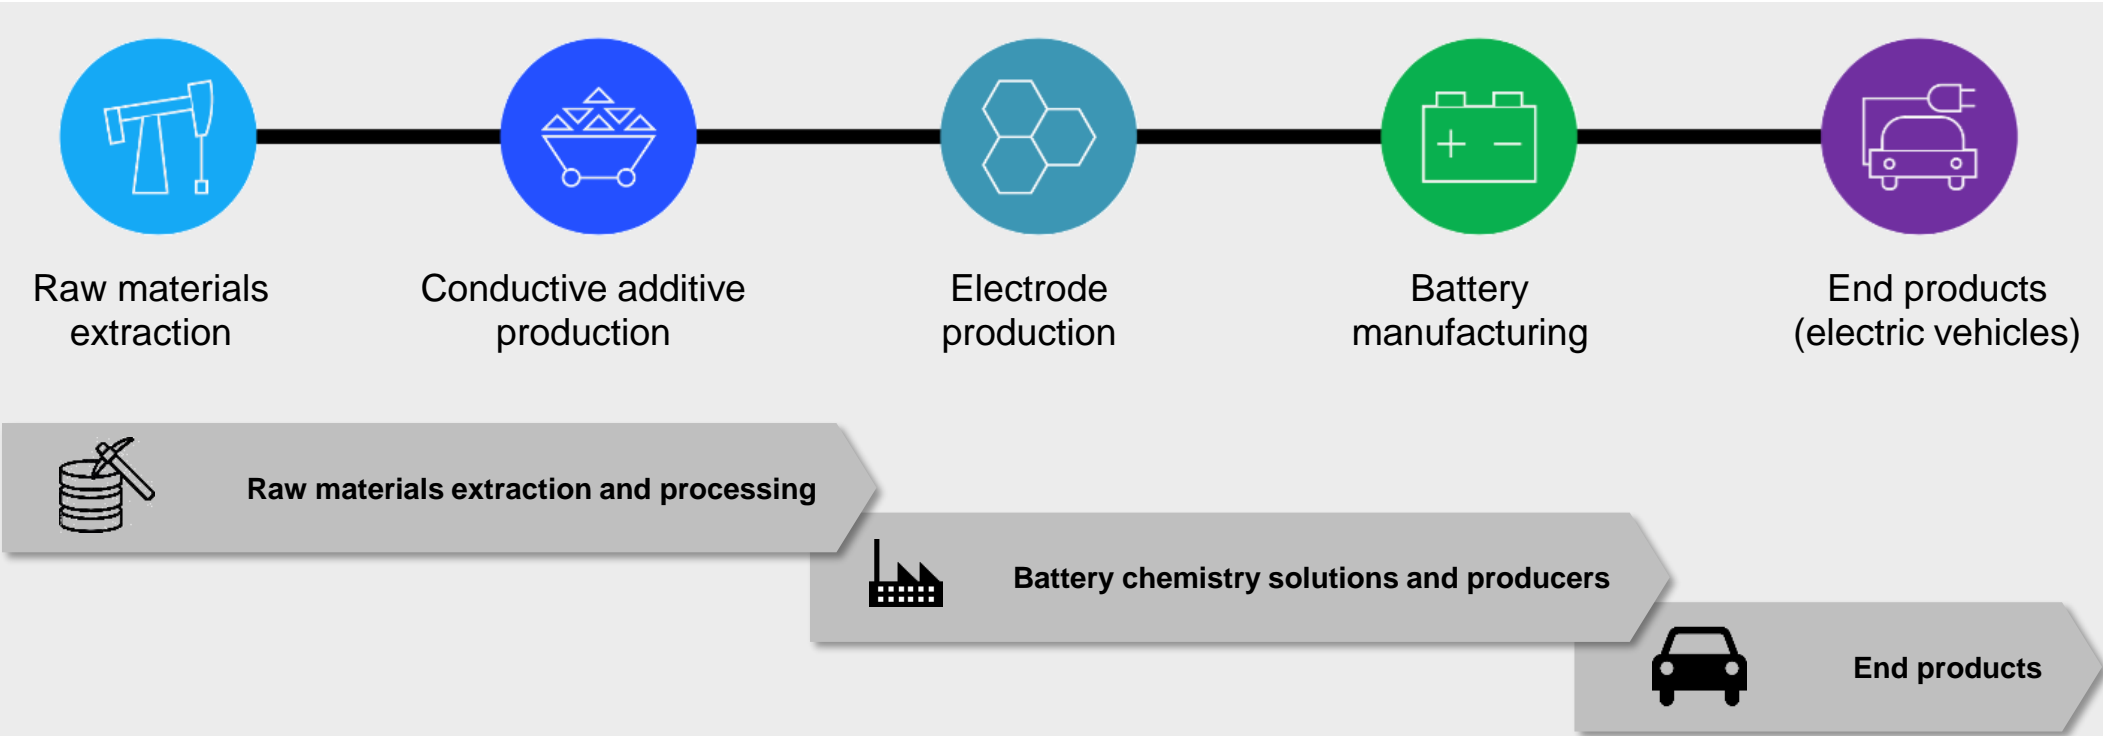 Raw materials
extraction
Conductive additive
production
Electrode
production
Battery
manufacturing
End products
(electric vehicles)
Raw materials extraction and processing
Battery chemistry solutions and producers
End products